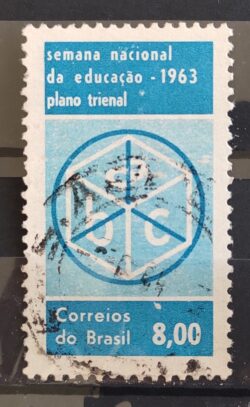 semana nacional
da educação - 1963
plano trienal
a
b c
Correios
do Brasil 8,00